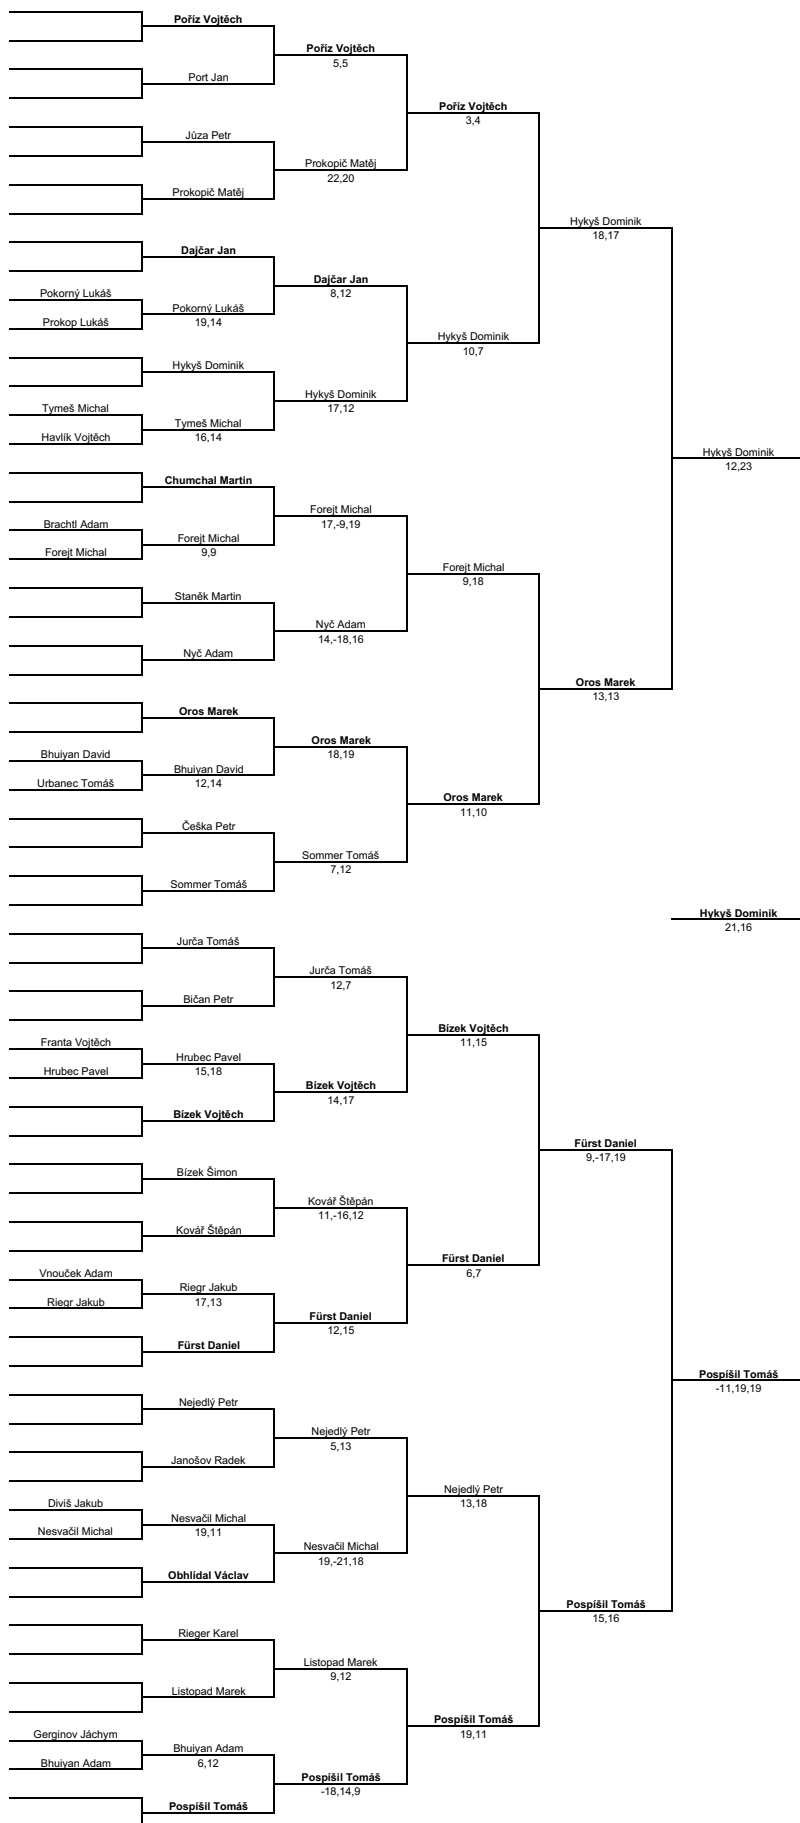 Poříz Vojtěch
Poříz Vojtěch
5,5
Port Jan
Poříz Vojtěch
3,4
Jůza Petr
Prokopič Matěj
22,20
Prokopič Matěj
Hykyš Dominik
18,17
Dajčar Jan
Dajčar Jan
8,12
Pokorný Lukáš
Pokorný Lukáš
19,14
Prokop Lukáš
Hykyš Dominik
10,7
Hykyš Dominik
Hykyš Dominik
17,12
Tymeš Michal
Tymeš Michal
16,14
Havlík Vojtěch
Hykyš Dominik
12,23
Chumchal Martin
Forejt Michal
17,-9,19
Brachtl Adam
Forejt Michal
9,9
Forejt Michal
Forejt Michal
9,18
Staněk Martin
Nyč Adam
14,-18,16
Nyč Adam
Oros Marek
13,13
Oros Marek
Oros Marek
18,19
Bhuiyan David
Bhuiyan David
12,14
Urbanec Tomáš
Oros Marek
11,10
Češka Petr
Sommer Tomáš
7,12
Sommer Tomáš
Hykyš Dominik
21,16
Jurča Tomáš
Jurča Tomáš
12,7
Bičan Petr
Bízek Vojtěch
11,15
Franta Vojtěch
Hrubec Pavel
15,18
Hrubec Pavel
Bízek Vojtěch
14,17
Bízek Vojtěch
Fürst Daniel
9,-17,19
Bízek Šimon
Kovář Štěpán
11,-16,12
Kovář Štěpán
Fürst Daniel
6,7
Vnouček Adam
Riegr Jakub
17,13
Riegr Jakub
Fürst Daniel
12,15
Fürst Daniel
Pospíšil Tomáš
-11,19,19
Nejedlý Petr
Nejedlý Petr
5,13
Janošov Radek
Nejedlý Petr
13,18
Diviš Jakub
Nesvačil Michal
19,11
Nesvačil Michal
Nesvačil Michal
19,-21,18
Obhlídal Václav
Pospíšil Tomáš
15,16
Rieger Karel
Listopad Marek
9,12
Listopad Marek
Pospíšil Tomáš
19,11
Gerginov Jáchym
Bhuiyan Adam
6,12
Bhuiyan Adam
Pospíšil Tomáš
-18,14,9
Pospíšil Tomáš